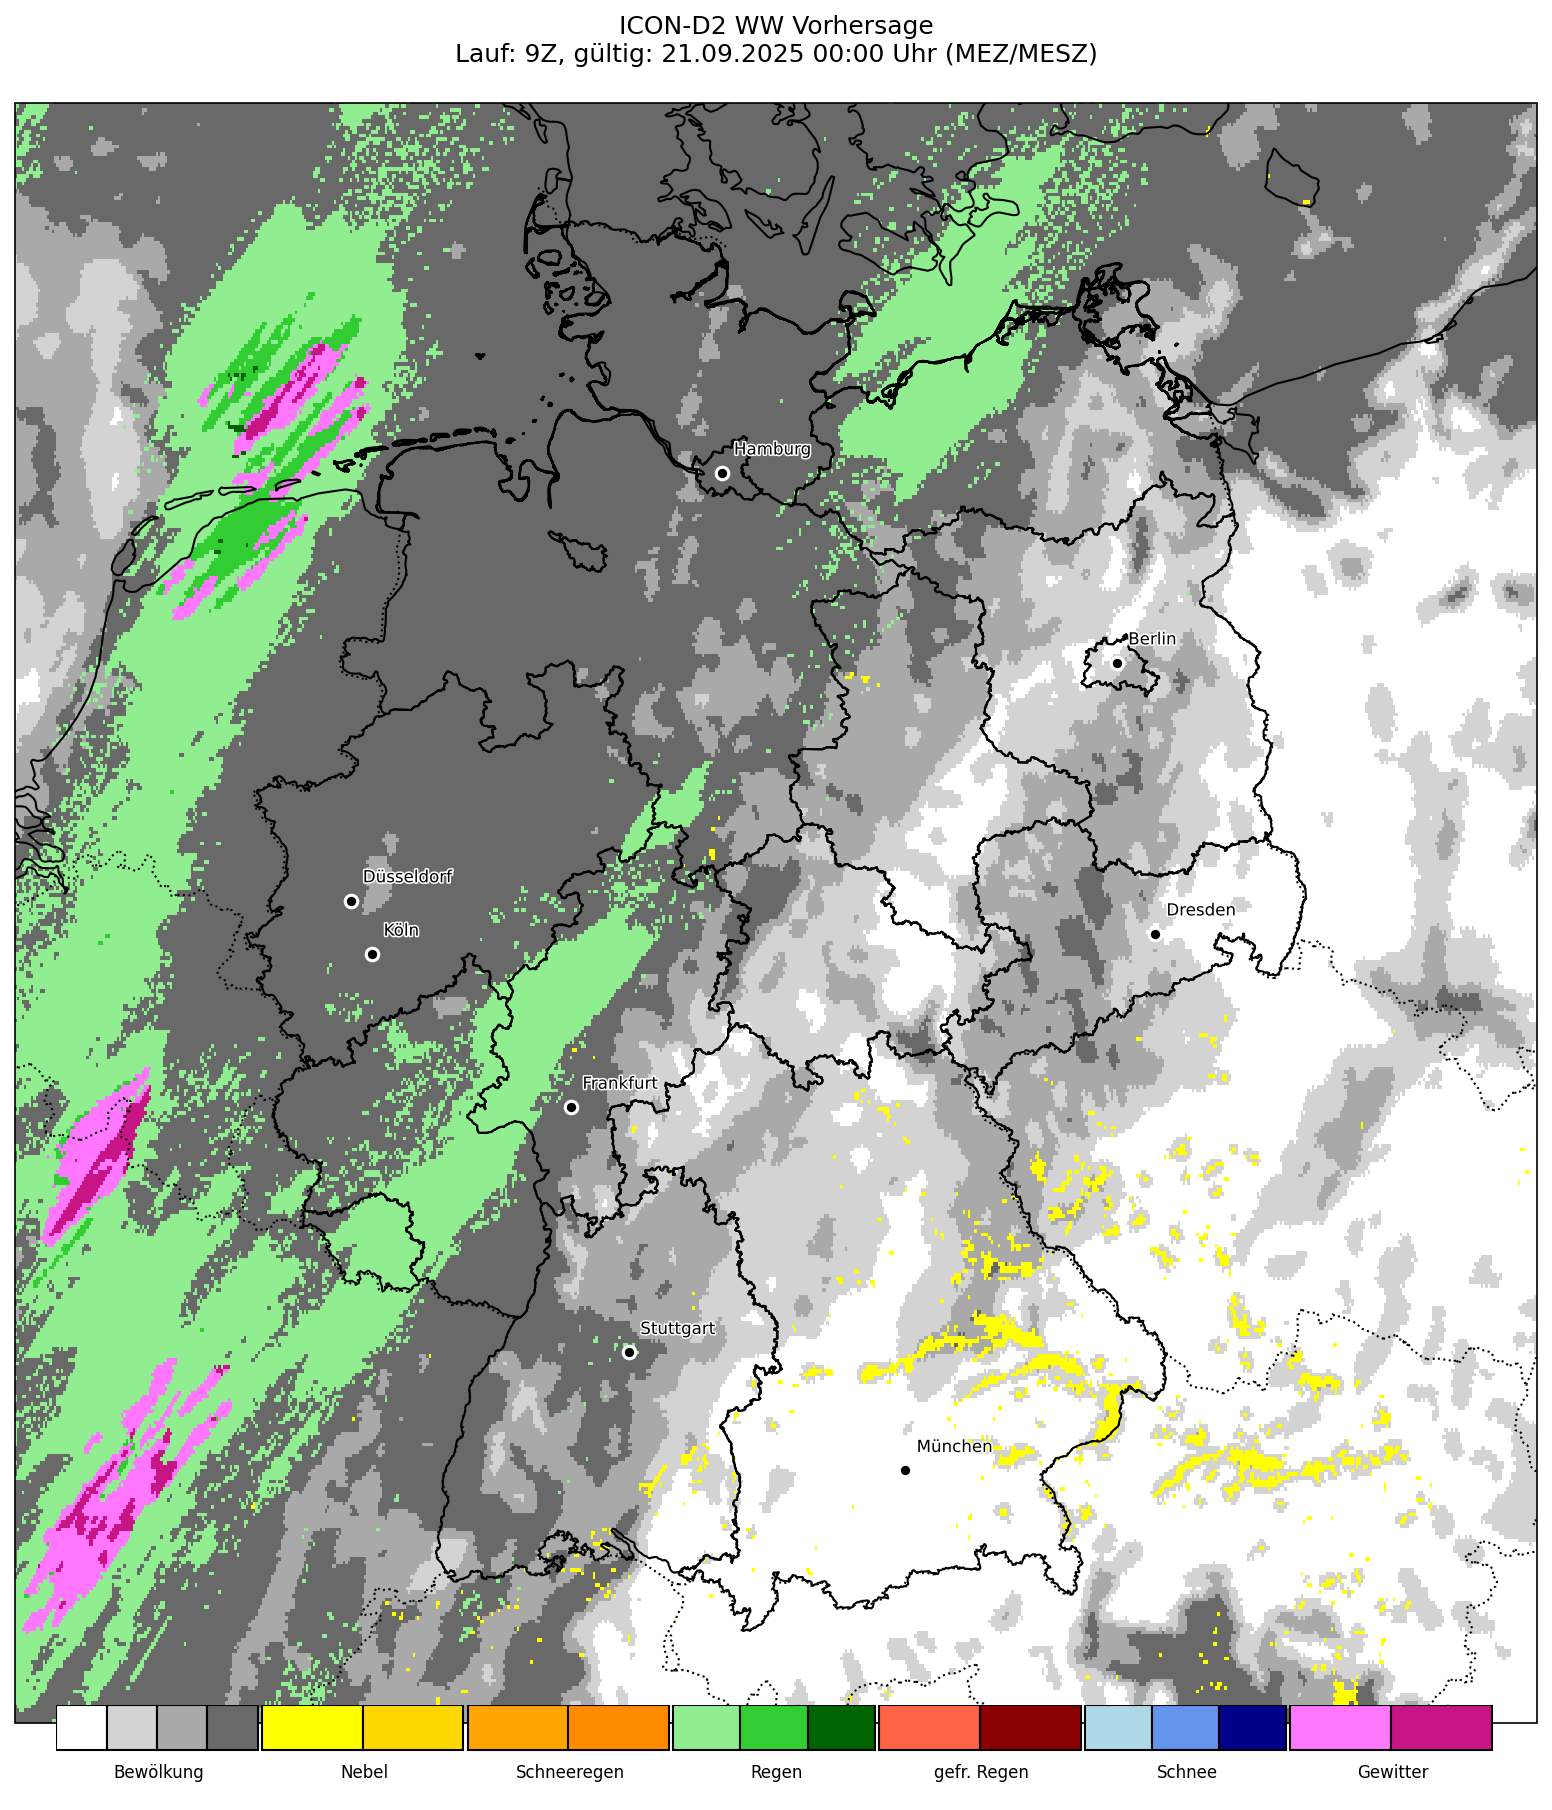 ICON-D2 WW Vorhersage
Lauf: 9Z, gültig: 21.09.2025 00:00 Uhr (MEZ/MESZ)
Hamburg
Berlin
Düsseldorf
Dresden
Köln
Frankfurt
Stuttgart
München
Bewölkung
Nebel
Schneeregen
Regen
gefr. Regen
Schnee
Gewitter